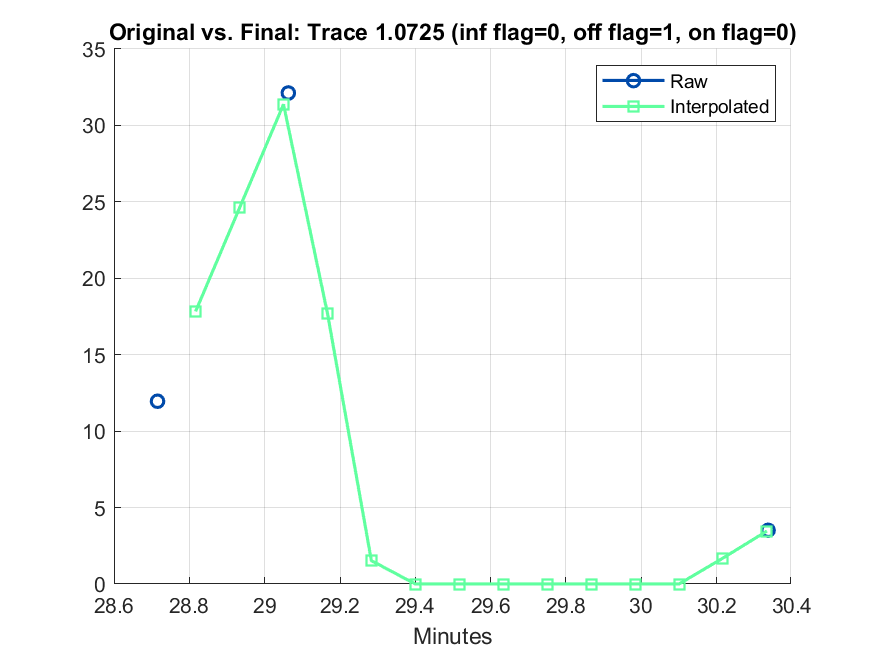 Original vs. Final: Trace 1.0725 (inf flag=0, off flag=1, on flag=0)
35
30
25
20
15
10
5
0
Raw
Interpolated
28.6 28.8 29 29.2 29.4 29.6 29.8 30 30.2 30.4
Minutes